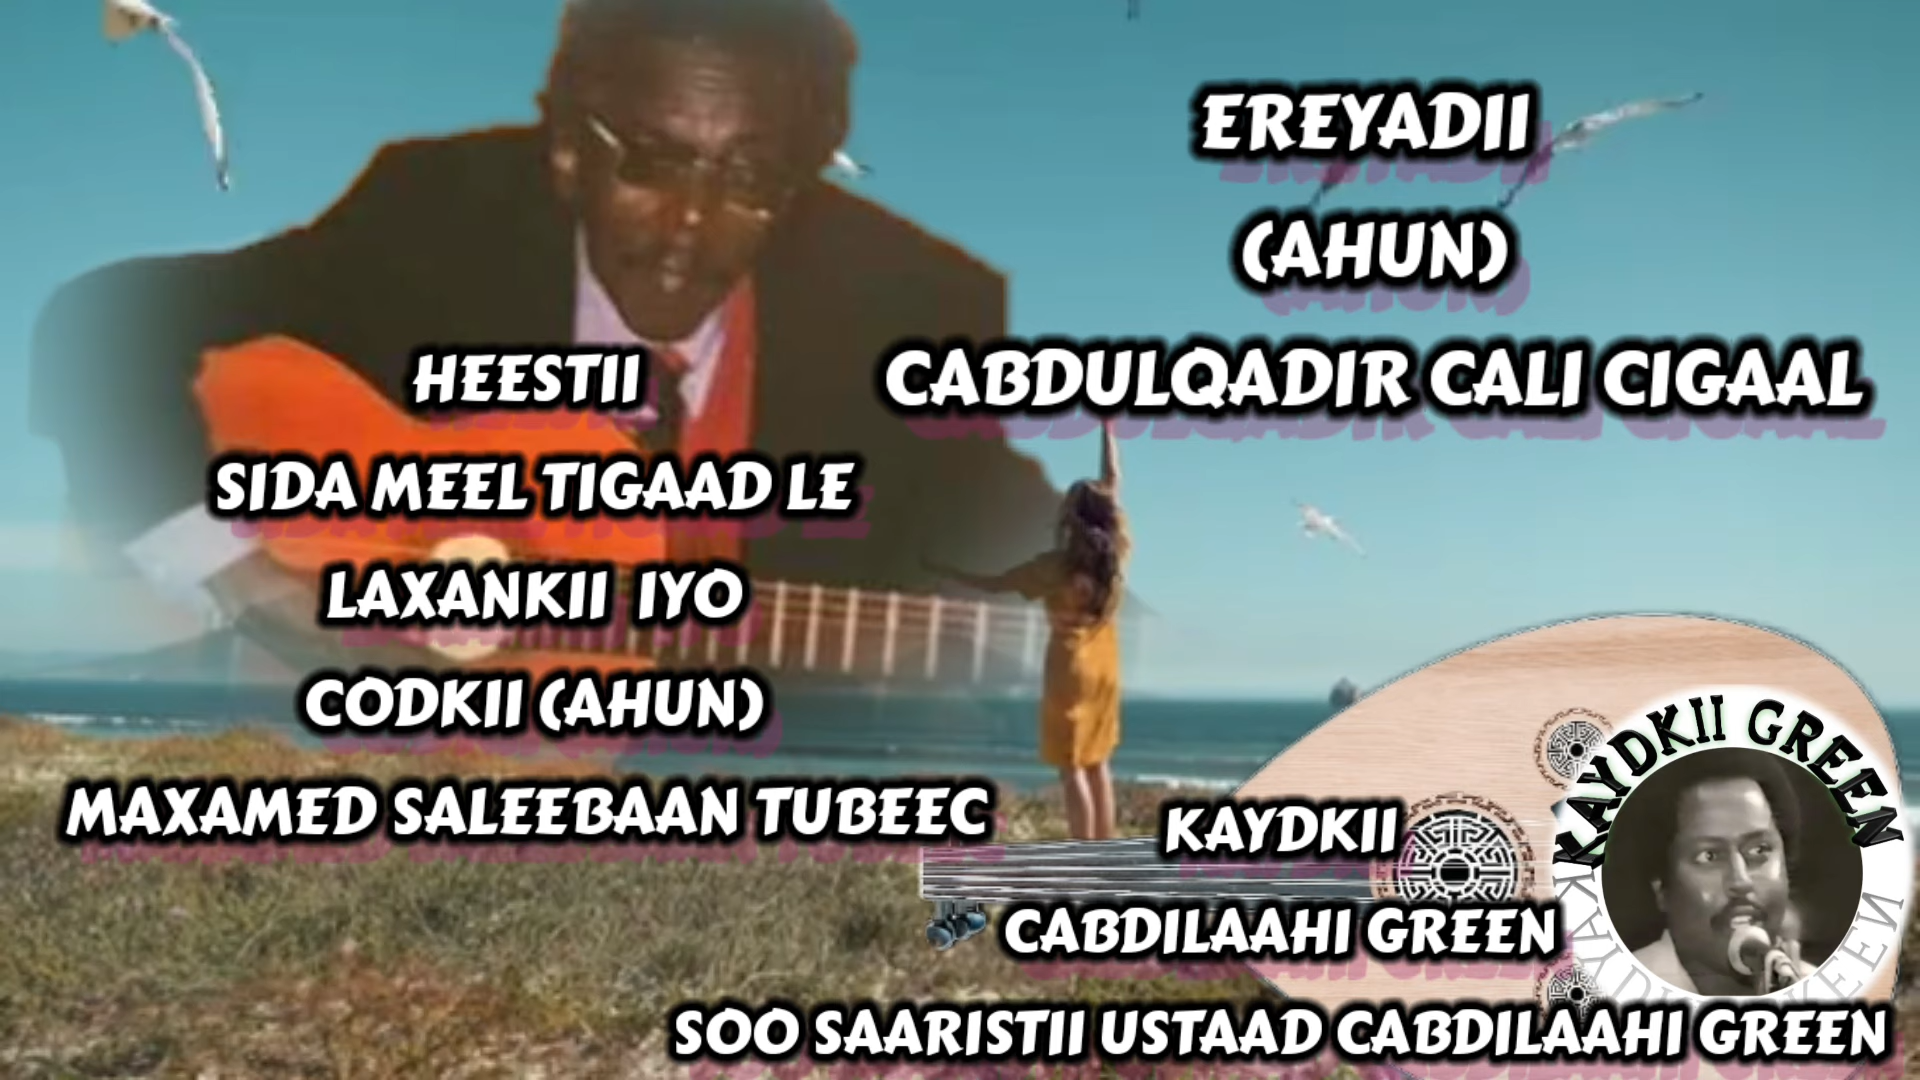 EREYADII
(AHUN)
CABDULQADIR CALI CIGAAL
HEESTII
SIDA MEEL TIGAAD LE
LAXANKII IYO
CODKII (AHUN)
MAXAMED SALEEBAAN TUBEEC
KAYDKII
CABDILAAHI GREEN
SOO SAARISTII USTAAD CABDILAAHI GREEN
KAYDKII GREEN